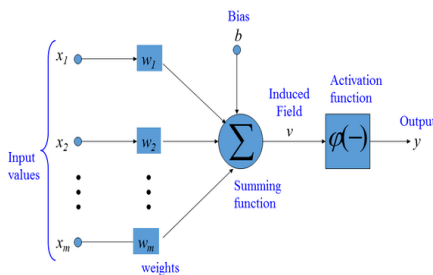 Bias
b
x1
w1
Induced
Field
Activation
function
Input
values
x2
w2
∑
v
φ(−)
Output
y
Summing
function
xm
wm
weights